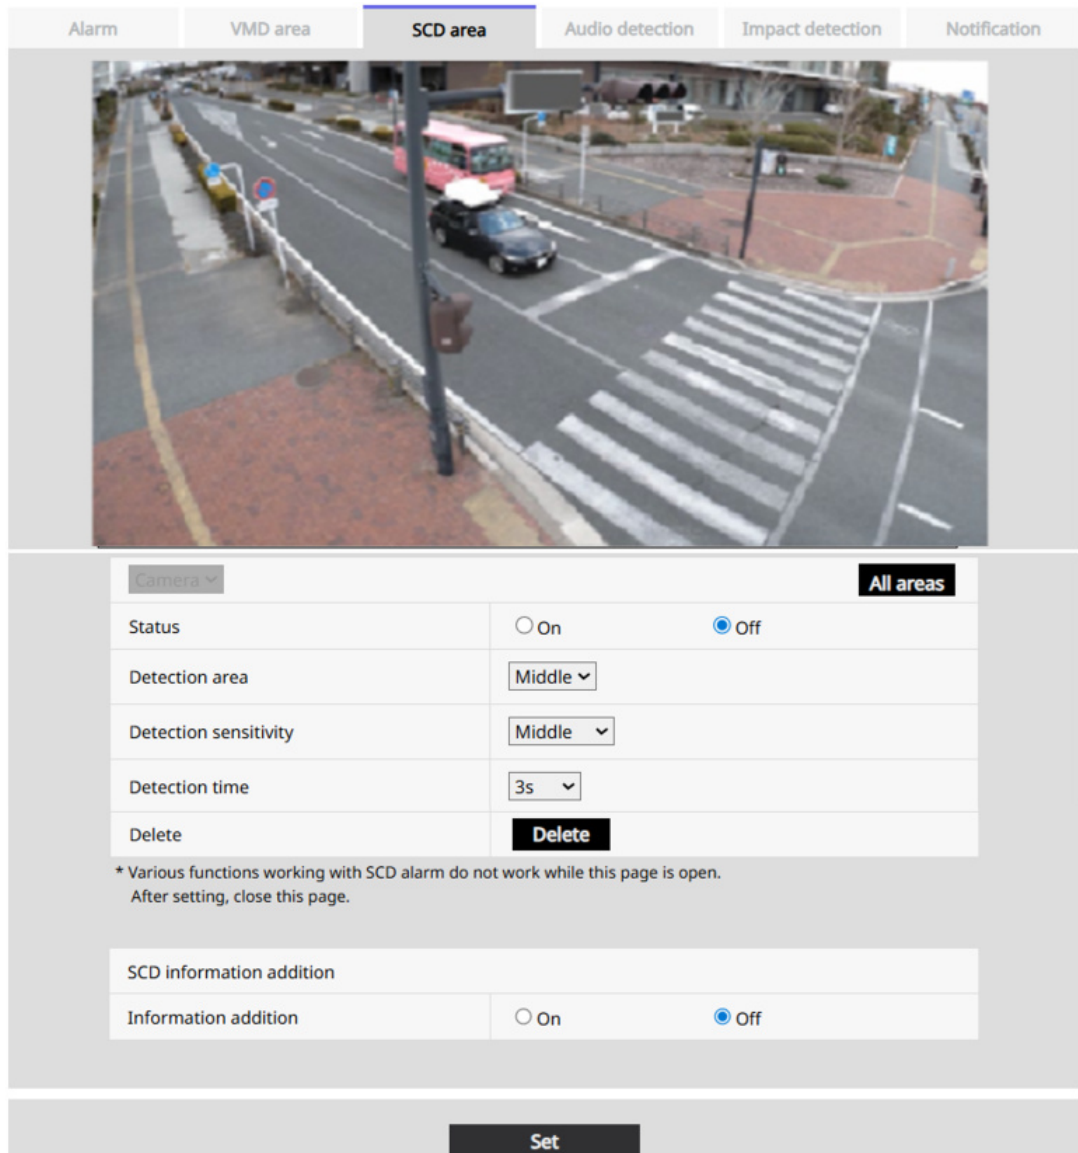 Alarm
VMD area
SCD area
Audio detection
Impact detection
Notification
Camera
All areas
Status
On
Off
Detection area
Middle
Detection sensitivity
Middle
Detection time
3s
Delete
Delete
* Various functions working with SCD alarm do not work while this page is open.
After setting, close this page.
SCD information addition
Information addition
On
Off
Set